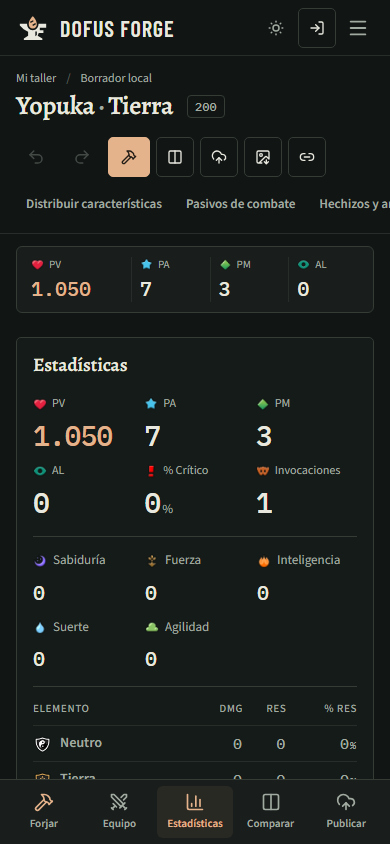 DOFUS FORGE
Mi taller / Borrador local
Yopuka · Tierra 200
Distribuir características Pasivos de combate Hechizos y
PV PA PM AL
1.050 7 3 0
Estadísticas
PV PA PM
1.050 7 3
AL % Crítico Invocaciones
0 0% 1
Sabiduría Fuerza Inteligencia
0 0 0
Suerte Agilidad
0 0
ELEMENTO DMG RES % RES
Neutro 0 0 0%
Tierra 0 0 0%
Forjar Equipo Estadísticas Comparar Publicar